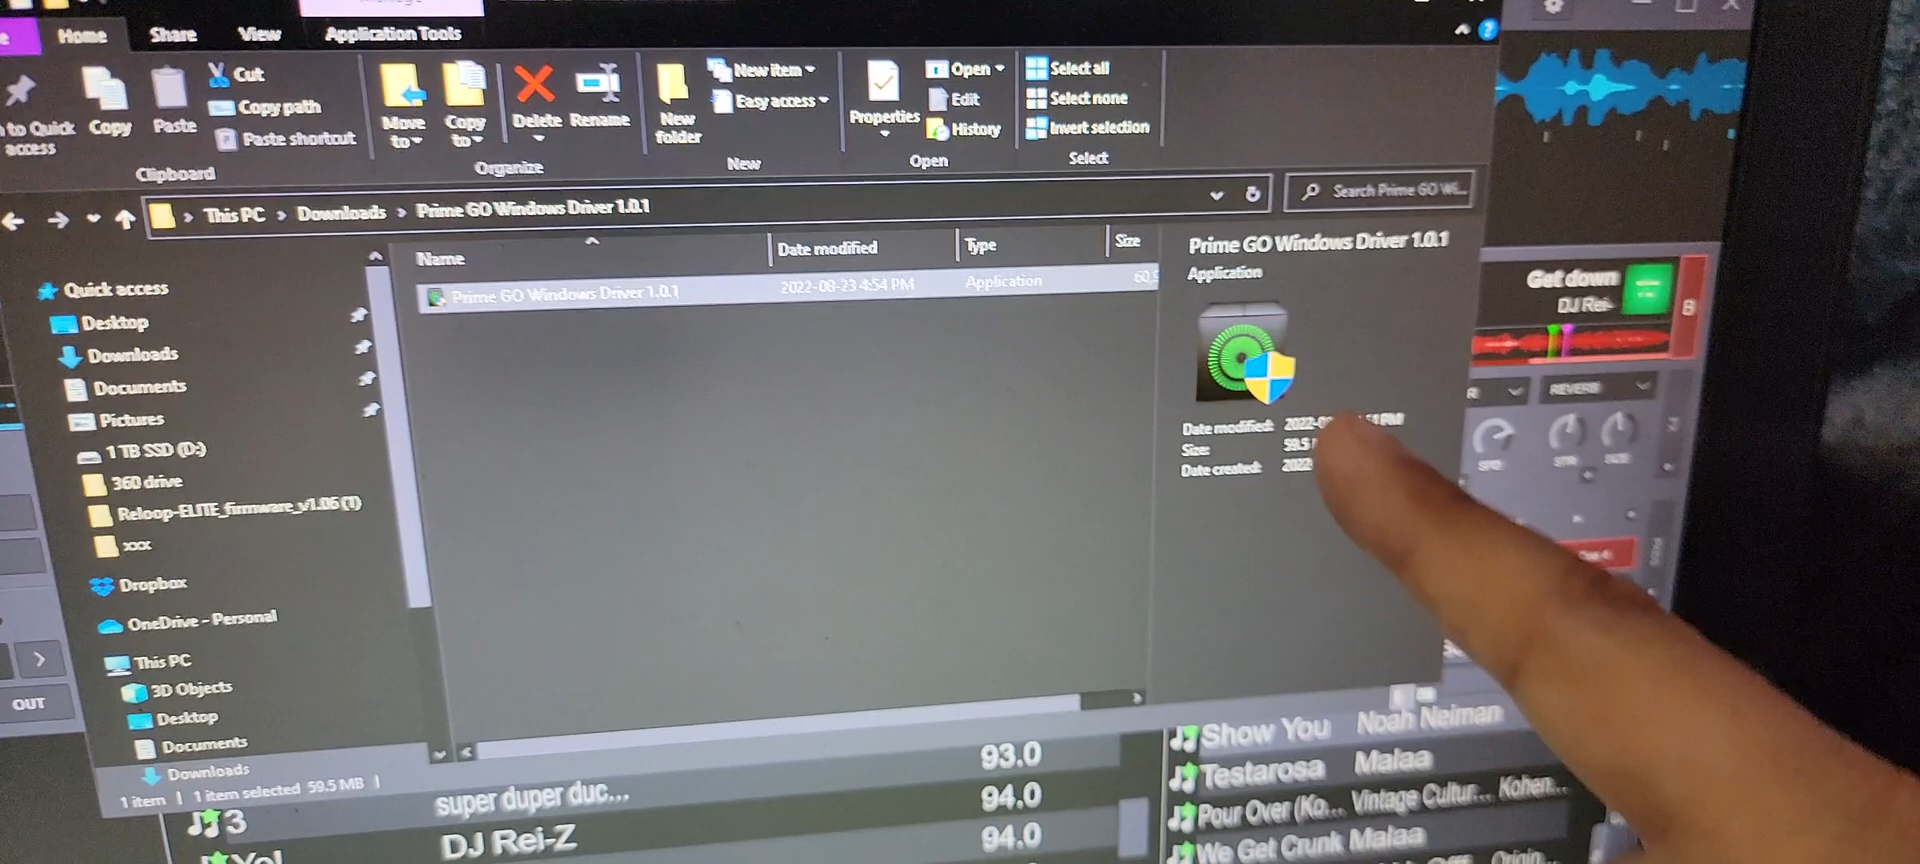 Home Share View Application Tools
to Quick access
Copy
Paste
Cut
Copy path
Paste shortcut
Clipboard
Move to
Copy to
Delete
Rename
Organize
New folder
New item
Easy access
New
Properties
Open
Edit
History
Open
Select all
Select none
Invert selection
Select
This PC > Downloads > Prime GO Windows Driver 1.0.1
Search Prime GO Wi...
Name Date modified Type Size
Prime GO Windows Driver 1.0.1 2022-08-23 4:54 PM Application
Quick access
Desktop
Downloads
Documents
Pictures
1 TB SSD (D:)
360 drive
Reloop-ELITE_firmware_v1.06 (1)
xxx
Dropbox
OneDrive - Personal
This PC
3D Objects
Desktop
Documents
Downloads
1 item | 1 item selected 59.5 MB |
Prime GO Windows Driver 1.0.1
Application
Date modified:
Size: 59.5
Date created: 2022
Get down
DJ Rei-
B
REVERB
OUT
93.0
super duper duc... 94.0
3
DJ Rei-Z 94.0
Yo!
Show You Noah Neiman
Testarosa Malaa
Pour Over (Ko... Vintage Cultur... Kohen...
We Get Crunk Malaa